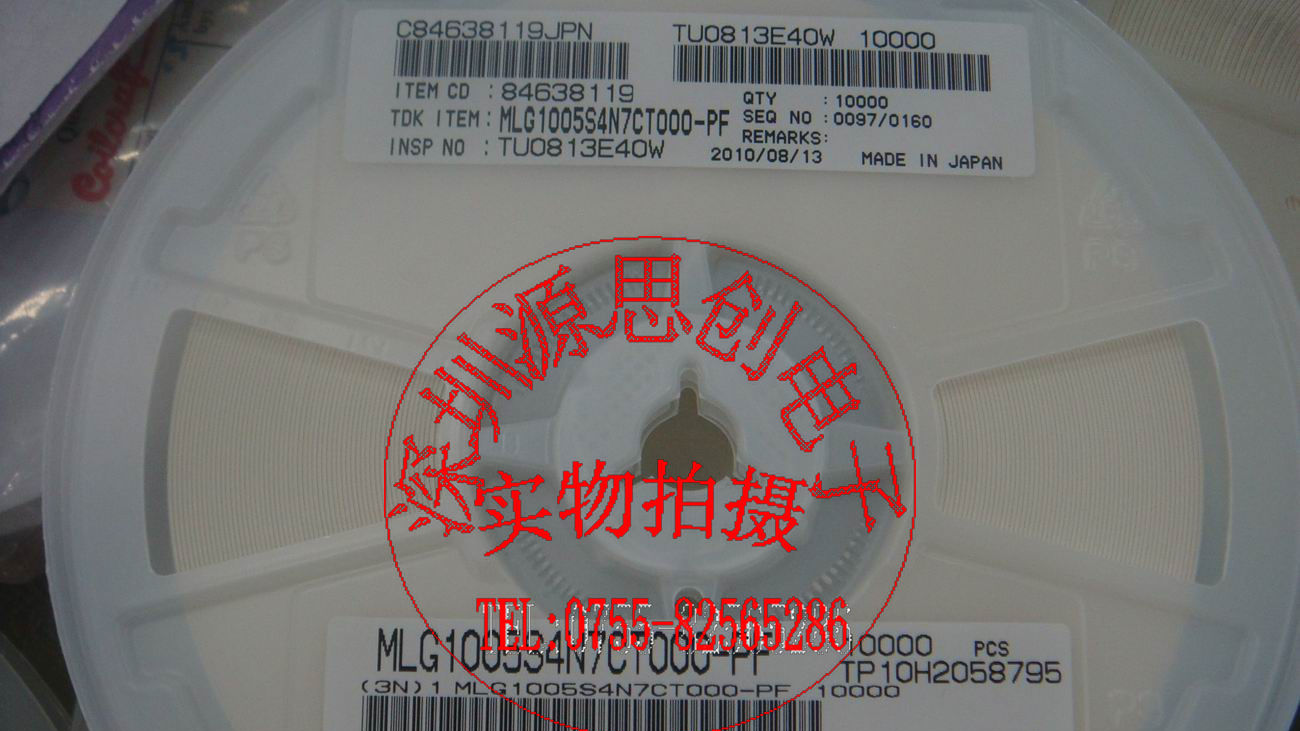 C84638119JPN
TU0813E40W 10000
ITEM CD : 84638119
QTY : 10000
TDK ITEM : MLG1005S4N7CT000-PF
SEQ NO : 0097/0160
REMARKS:
INSP NO : TU0813E40W
2010/08/13 MADE IN JAPAN
Coilcraft
深圳源思创电子
实物拍摄
TEL:0755-82565286
MLG1005S4N7CT000-PF 10000 PCS
TP10H2058795
(3N)1 MLG1005S4N7CT000-PF 10000